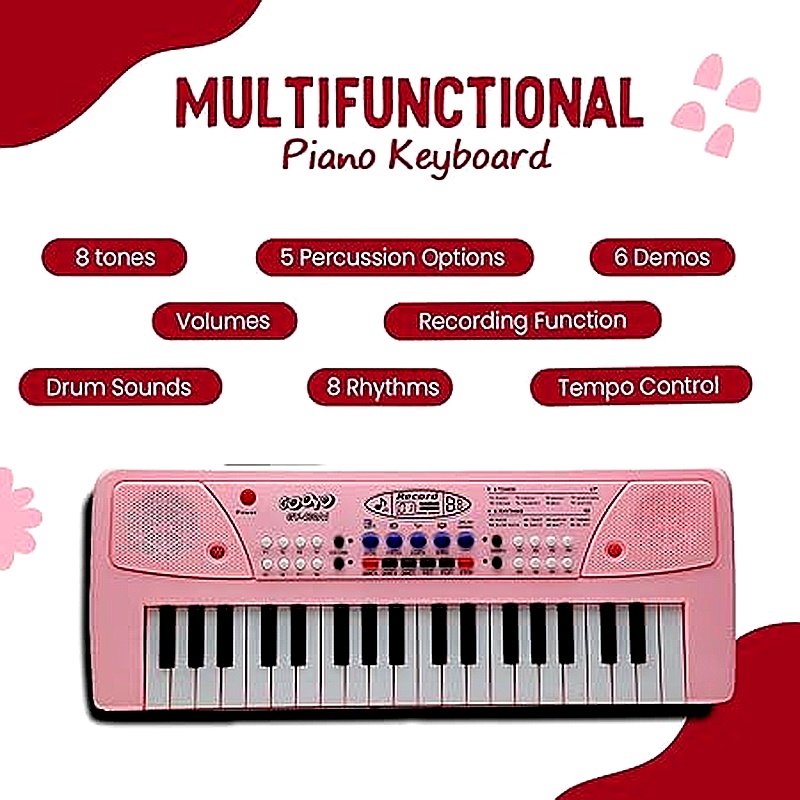 MULTIFUNCTIONAL
Piano Keyboard
8 tones 5 Percussion Options 6 Demos
Volumes Recording Function
Drum Sounds 8 Rhythms Tempo Control
Record
Power